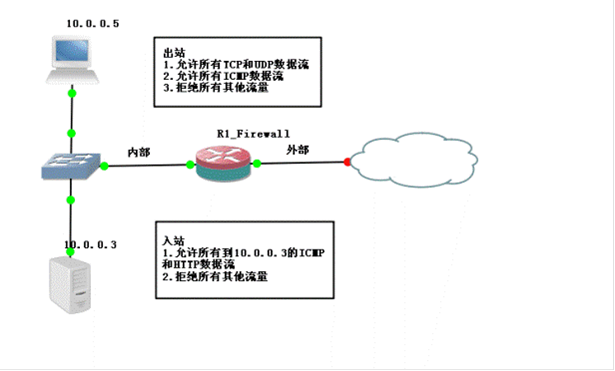 10.0.0.5
出站
1.允许所有TCP和UDP数据流
2.允许所有ICMP数据流
3.拒绝所有其他流量
R1_Firewall
内部
外部
10.0.0.3
入站
1.允许所有到10.0.0.3的ICMP
和HTTP数据流
2.拒绝所有其他流量